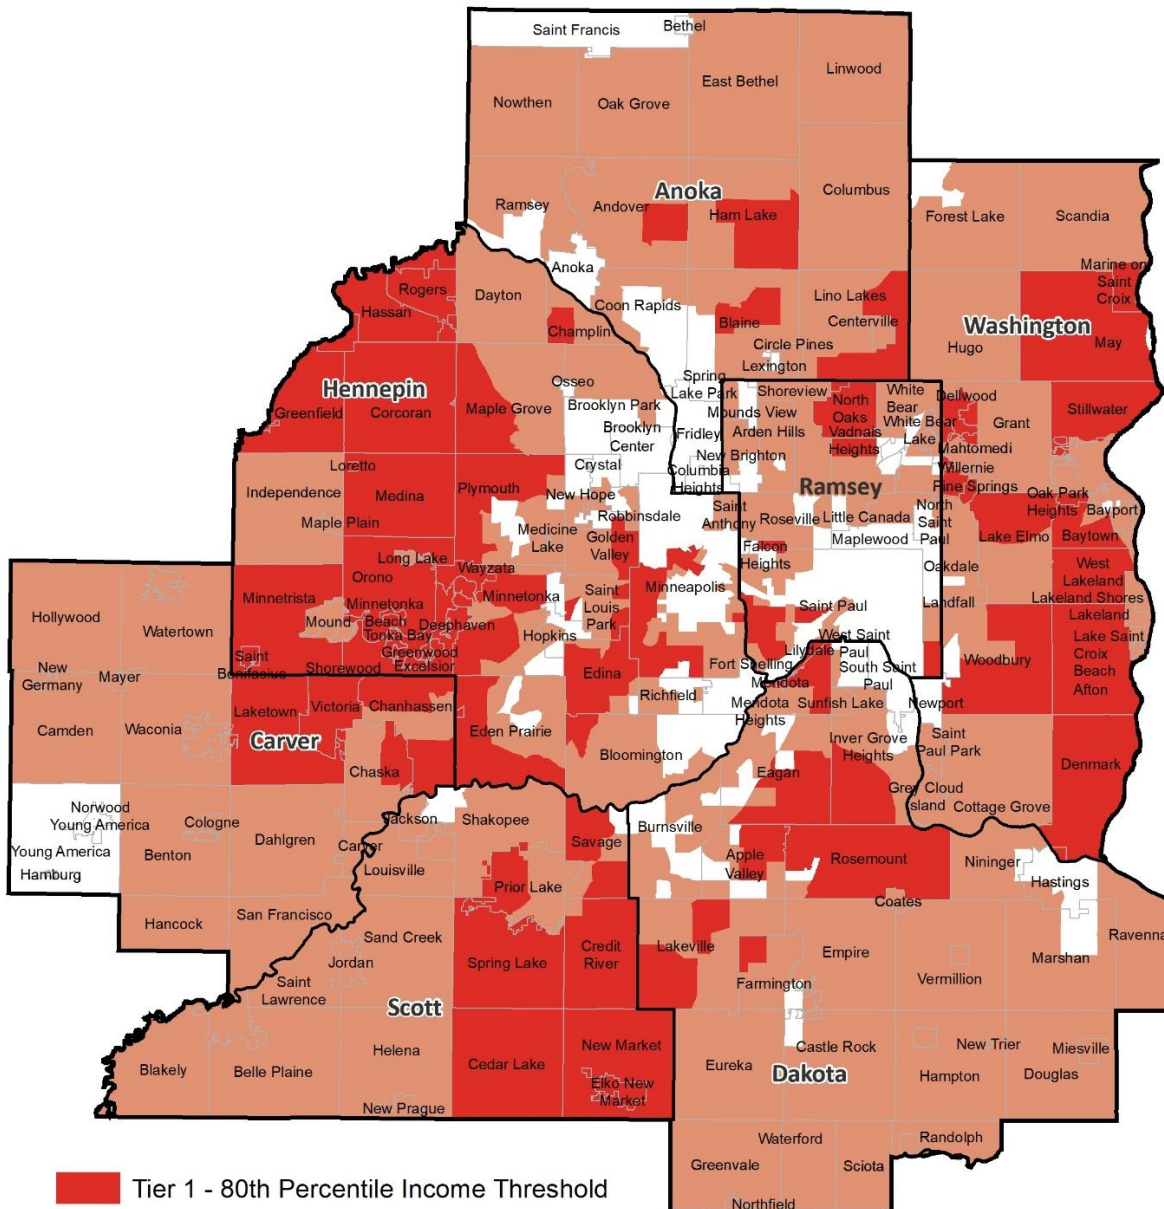 Saint Francis
Bethel
Linwood
East Bethel
Nowthen
Oak Grove
Anoka
Columbus
Ramsey
Andover
Ham Lake
Forest Lake
Scandia
Anoka
Marine on
Saint
Croix
Rogers
Hassan
Dayton
Coon Rapids
Lino Lakes
Champlin
Blaine
Centerville
Washington
Circle Pines
Hugo
May
Lexington
Hennepin
Osseo
Spring
Lake Park
Shoreview
White
Bear
Dellwood
Greenfield
Corcoran
Maple Grove
Brooklyn Park
Mounds View
North
Oaks
Stillwater
Brooklyn
Center
Fridley
Arden Hills
Vadnais
Heights
White Bear
Lake
Grant
Mahtomedi
Crystal
New Brighton
Loretto
Columbia
Heights
Willernie
Pine Springs
Independence
Medina
Plymouth
New Hope
Ramsey
Oak Park
Heights
Bayport
Maple Plain
Robbinsdale
Saint
Anthony
Roseville
Little Canada
North
Saint
Paul
Medicine
Lake
Golden
Valley
Maplewood
Lake Elmo
Baytown
Long Lake
Falcon
Heights
Wayzata
Oakdale
West
Lakeland
Lakeland Shores
Orono
Minneapolis
Minnetrista
Minnetonka
Beach
Minnetonka
Saint
Louis
Park
Hollywood
Watertown
Mound
Tonka Bay
Deephaven
Hopkins
Saint Paul
Landfall
Lakeland
Greenwood
Excelsior
West Saint
Paul
Lake Saint
Croix
Beach
Saint
Bonifacius
Shorewood
Lilydale
Fort Snelling
Woodbury
New
Germany
Mayer
Edina
South Saint
Paul
Mendota
Afton
Laketown
Victoria
Chanhassen
Richfield
Mendota
Heights
Sunfish Lake
Newport
Camden
Waconia
Carver
Eden Prairie
Bloomington
Inver Grove
Heights
Saint
Paul Park
Denmark
Chaska
Eagan
Grey Cloud
Island
Cottage Grove
Norwood
Young America
Cologne
Dahlgren
Jackson
Shakopee
Burnsville
Young America
Benton
Carver
Savage
Apple
Valley
Rosemount
Nininger
Hamburg
Louisville
Prior Lake
Hastings
Coates
Hancock
San Francisco
Sand Creek
Credit
River
Lakeville
Ravenna
Jordan
Spring Lake
Empire
Marshan
Saint
Lawrence
Farmington
Vermillion
Scott
Helena
New Market
Castle Rock
New Trier
Miesville
Blakely
Belle Plaine
Cedar Lake
Eureka
Dakota
Hampton
Douglas
Elko New
Market
New Prague
Waterford
Randolph
Greenvale
Sciota
Northfield
Tier 1 - 80th Percentile Income Threshold